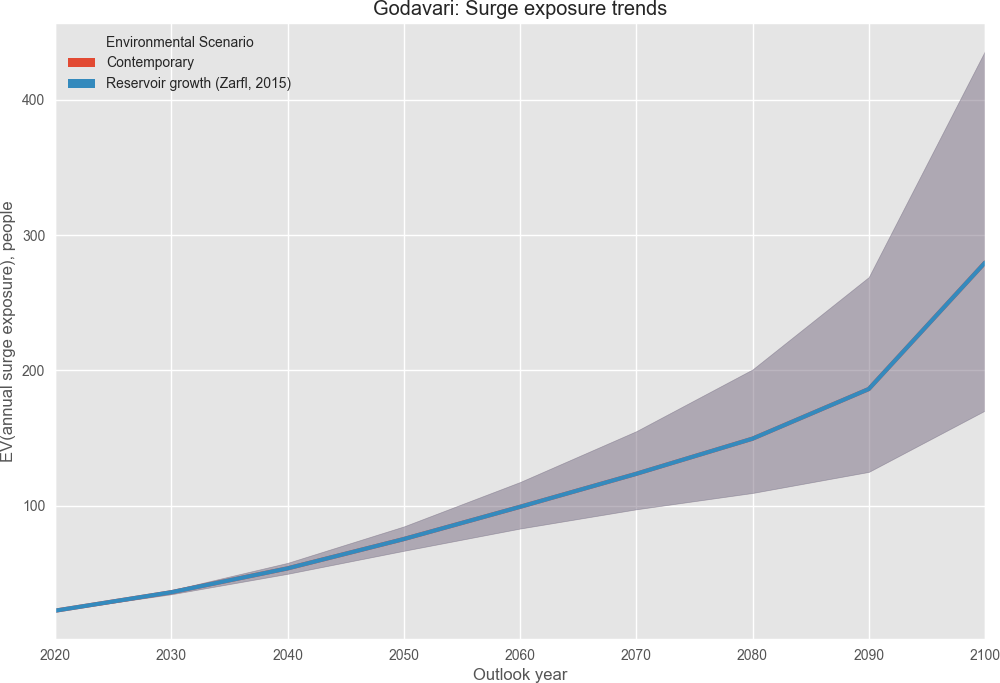 Godavari: Surge exposure trends
Environmental Scenario
Contemporary
Reservoir growth (Zarfl, 2015)
EV(annual surge exposure), people
400
300
200
100
2020 2030 2040 2050 2060 2070 2080 2090 2100
Outlook year